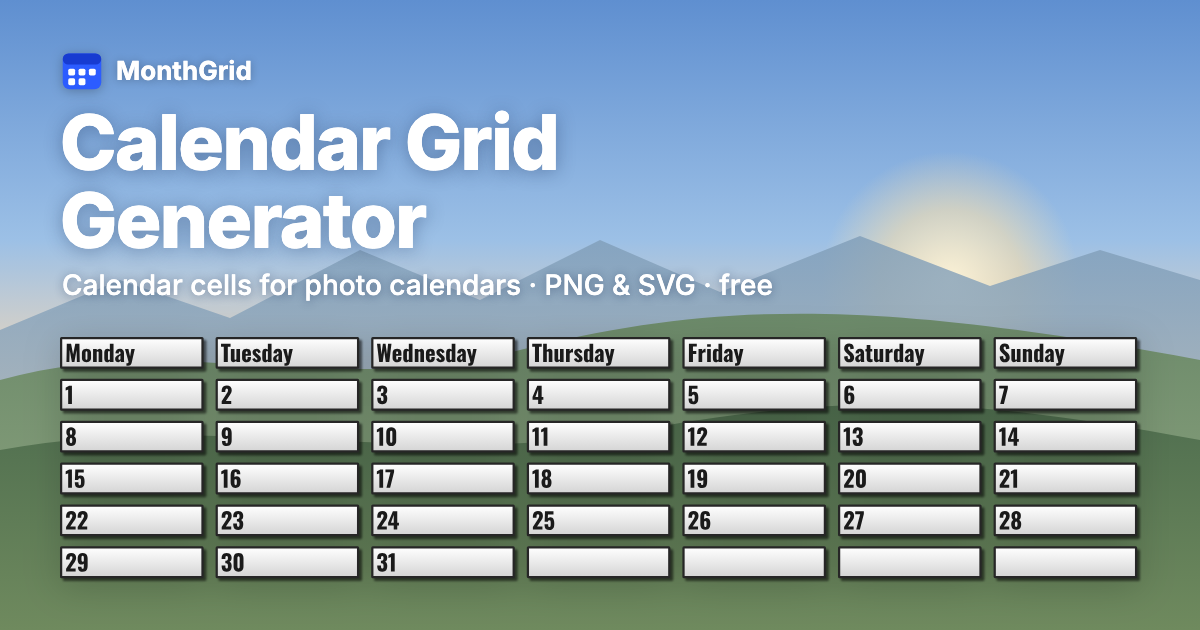 MonthGrid
Calendar Grid
Generator
Calendar cells for photo calendars · PNG & SVG · free
Monday Tuesday Wednesday Thursday Friday Saturday Sunday
1 2 3 4 5 6 7
8 9 10 11 12 13 14
15 16 17 18 19 20 21
22 23 24 25 26 27 28
29 30 31